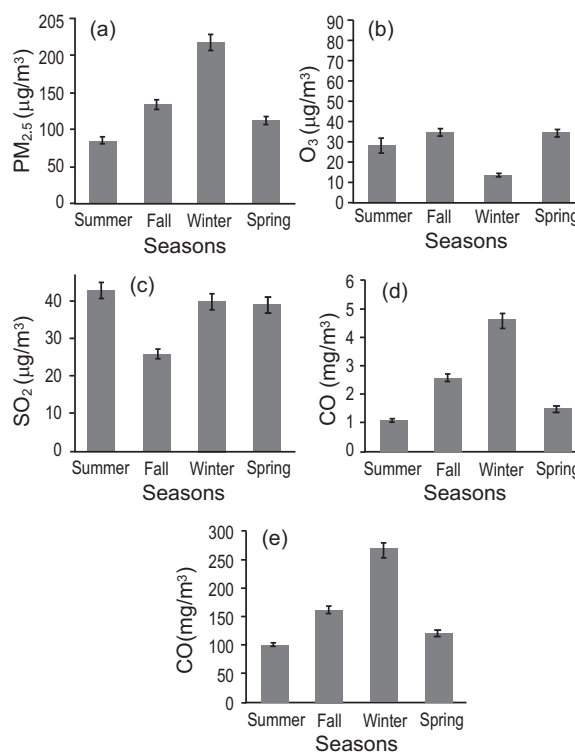 (a)
PM2.5 (μg/m³)
205
200
150
100
50
0
Summer Fall Winter Spring
Seasons
(b)
O3 (μg/m³)
90
80
70
60
50
40
30
20
10
0
Summer Fall Winter Spring
Seasons
(c)
SO2 (μg/m³)
40
30
20
10
0
Summer Fall Winter Spring
Seasons
(d)
CO (mg/m³)
6
5
4
3
2
1
0
Summer Fall Winter Spring
Seasons
(e)
CO(mg/m³)
300
250
200
150
100
50
0
Summer Fall Winter Spring
Seasons